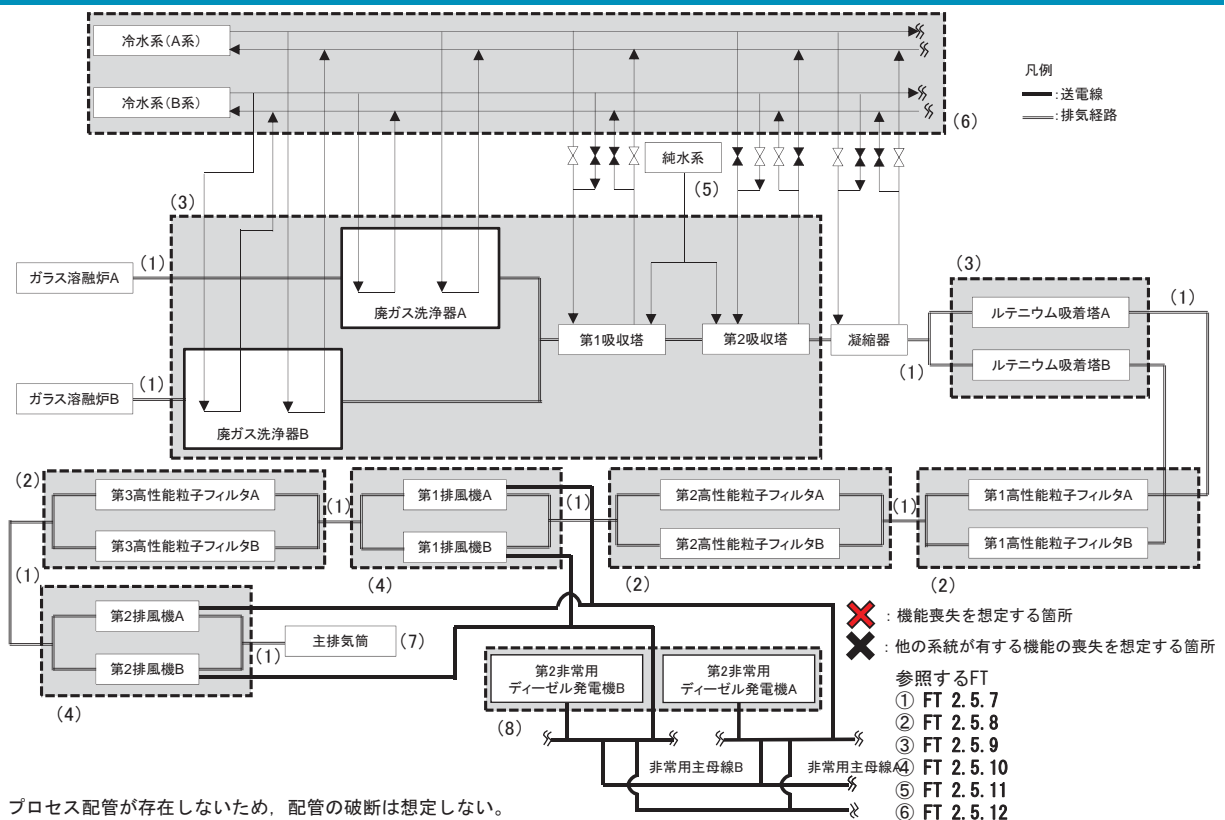 冷水系(A系)
冷水系(B系)
(6)
凡例
:送電線
:排気経路
純水系
(5)
(3)
ガラス溶融炉A
(1)
廃ガス洗浄器A
第1吸収塔
第2吸収塔
凝縮器
(1)
(3)
ルテニウム吸着塔A
(1)
ルテニウム吸着塔B
ガラス溶融炉B
(1)
廃ガス洗浄器B
(2)
第3高性能粒子フィルタA
第3高性能粒子フィルタB
(1)
第1排風機A
第1排風機B
(4)
(1)
第2高性能粒子フィルタA
第2高性能粒子フィルタB
(2)
(1)
第1高性能粒子フィルタA
第1高性能粒子フィルタB
(2)
(1)
第2排風機A
第2排風機B
(4)
(1)
主排気筒
(7)
第2非常用
ディーゼル発電機B
第2非常用
ディーゼル発電機A
(8)
非常用主母線B
非常用主母線A
:機能喪失を想定する箇所
:他の系統が有する機能の喪失を想定する箇所
参照するFT
① FT 2.5.7
② FT 2.5.8
③ FT 2.5.9
④ FT 2.5.10
⑤ FT 2.5.11
⑥ FT 2.5.12
プロセス配管が存在しないため，配管の破断は想定しない。